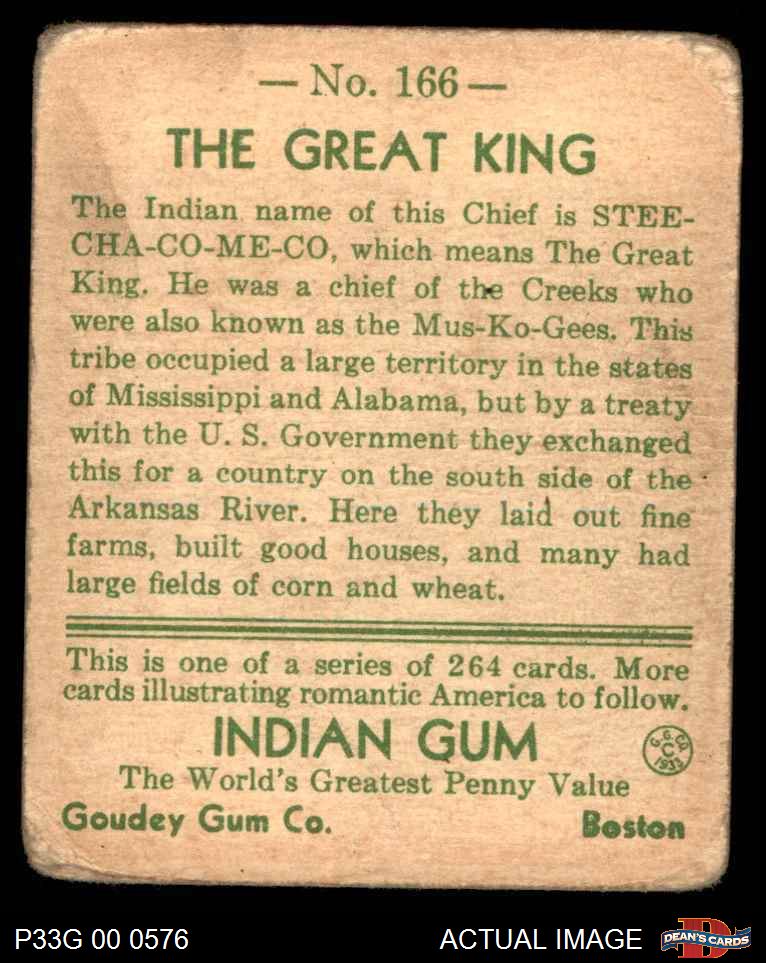 — No. 166 —
THE GREAT KING
The Indian name of this Chief is STEE-
CHA-CO-ME-CO, which means The Great
King. He was a chief of the Creeks who
were also known as the Mus-Ko-Gees. This
tribe occupied a large territory in the states
of Mississippi and Alabama, but by a treaty
with the U. S. Government they exchanged
this for a country on the south side of the
Arkansas River. Here they laid out fine
farms, built good houses, and many had
large fields of corn and wheat.
This is one of a series of 264 cards. More
cards illustrating romantic America to follow.
INDIAN GUM
G. G. CO.
C
1933
The World's Greatest Penny Value
Goudey Gum Co. Boston
P33G 00 0576 ACTUAL IMAGE DEAN'S CARDS